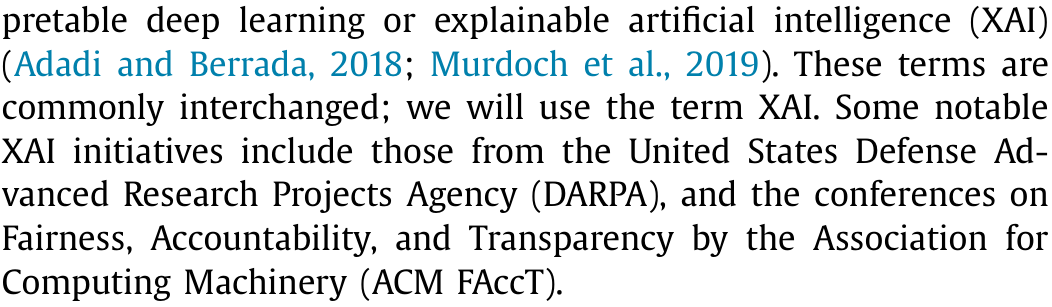 pretable deep learning or explainable artificial intelligence (XAI)
(Adadi and Berrada, 2018; Murdoch et al., 2019). These terms are
commonly interchanged; we will use the term XAI. Some notable
XAI initiatives include those from the United States Defense Ad-
vanced Research Projects Agency (DARPA), and the conferences on
Fairness, Accountability, and Transparency by the Association for
Computing Machinery (ACM FAccT).